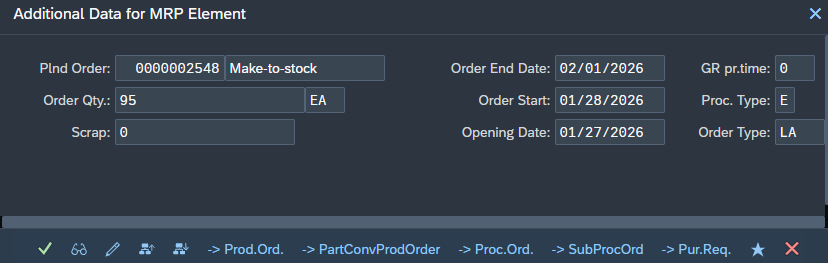 Additional Data for MRP Element
Plnd Order: 0000002548 Make-to-stock Order End Date: 02/01/2026 GR pr.time: 0
Order Qty.: 95 EA Order Start: 01/28/2026 Proc. Type: E
Scrap: 0 Opening Date: 01/27/2026 Order Type: LA
-> Prod.Ord. -> PartConvProdOrder -> Proc.Ord. -> SubProcOrd -> Pur.Req.